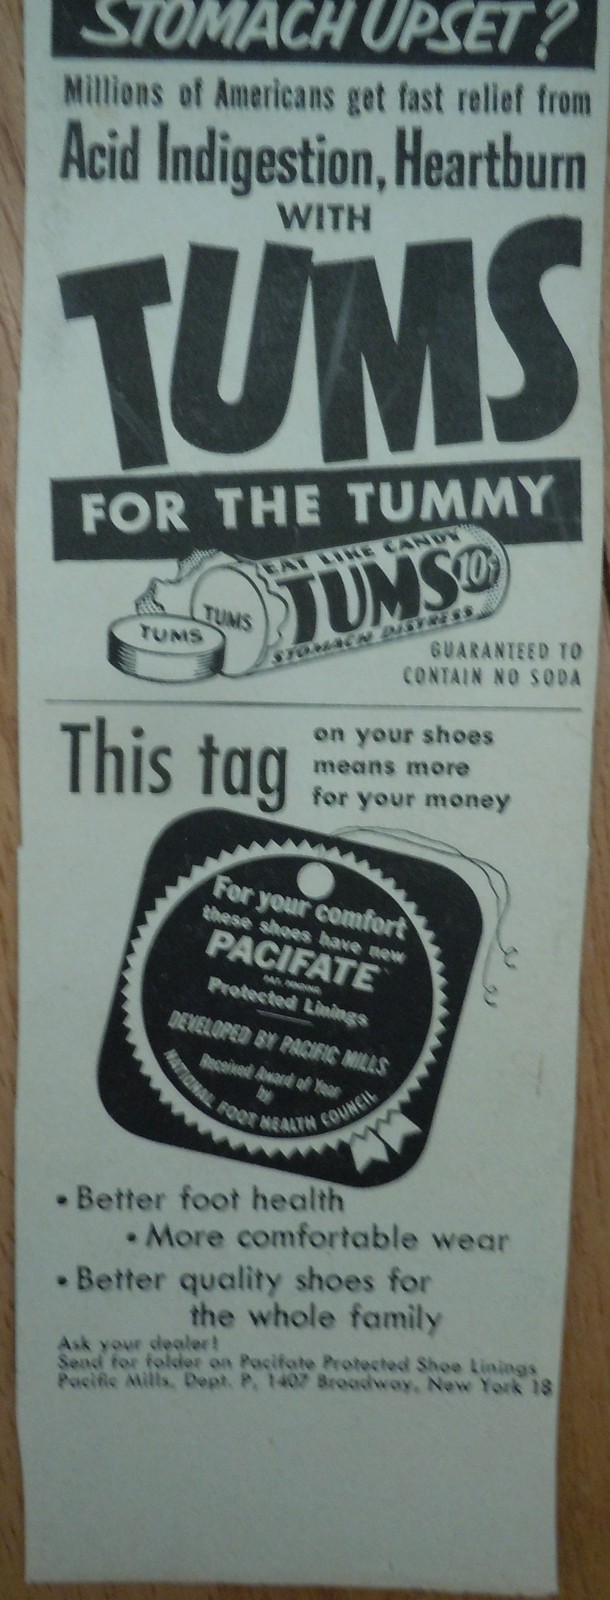 STOMACH UPSET?
Millions of Americans get fast relief from
Acid Indigestion, Heartburn
WITH
TUMS
FOR THE TUMMY
EAT LIKE CANDY
TUMS 10¢
STOMACH DISTRESS
TUMS
TUMS
GUARANTEED TO
CONTAIN NO SODA
This tag
on your shoes
means more
for your money
For your comfort
these shoes have new
PACIFATE
Protected Linings
DEVELOPED BY PACIFIC MILLS
Received Award of Year
by
NATIONAL FOOT HEALTH COUNCIL
• Better foot health
• More comfortable wear
• Better quality shoes for
the whole family
Ask your dealer!
Send for folder on Pacifate Protected Shoe Linings
Pacific Mills, Dept. P, 1407 Broadway, New York 18